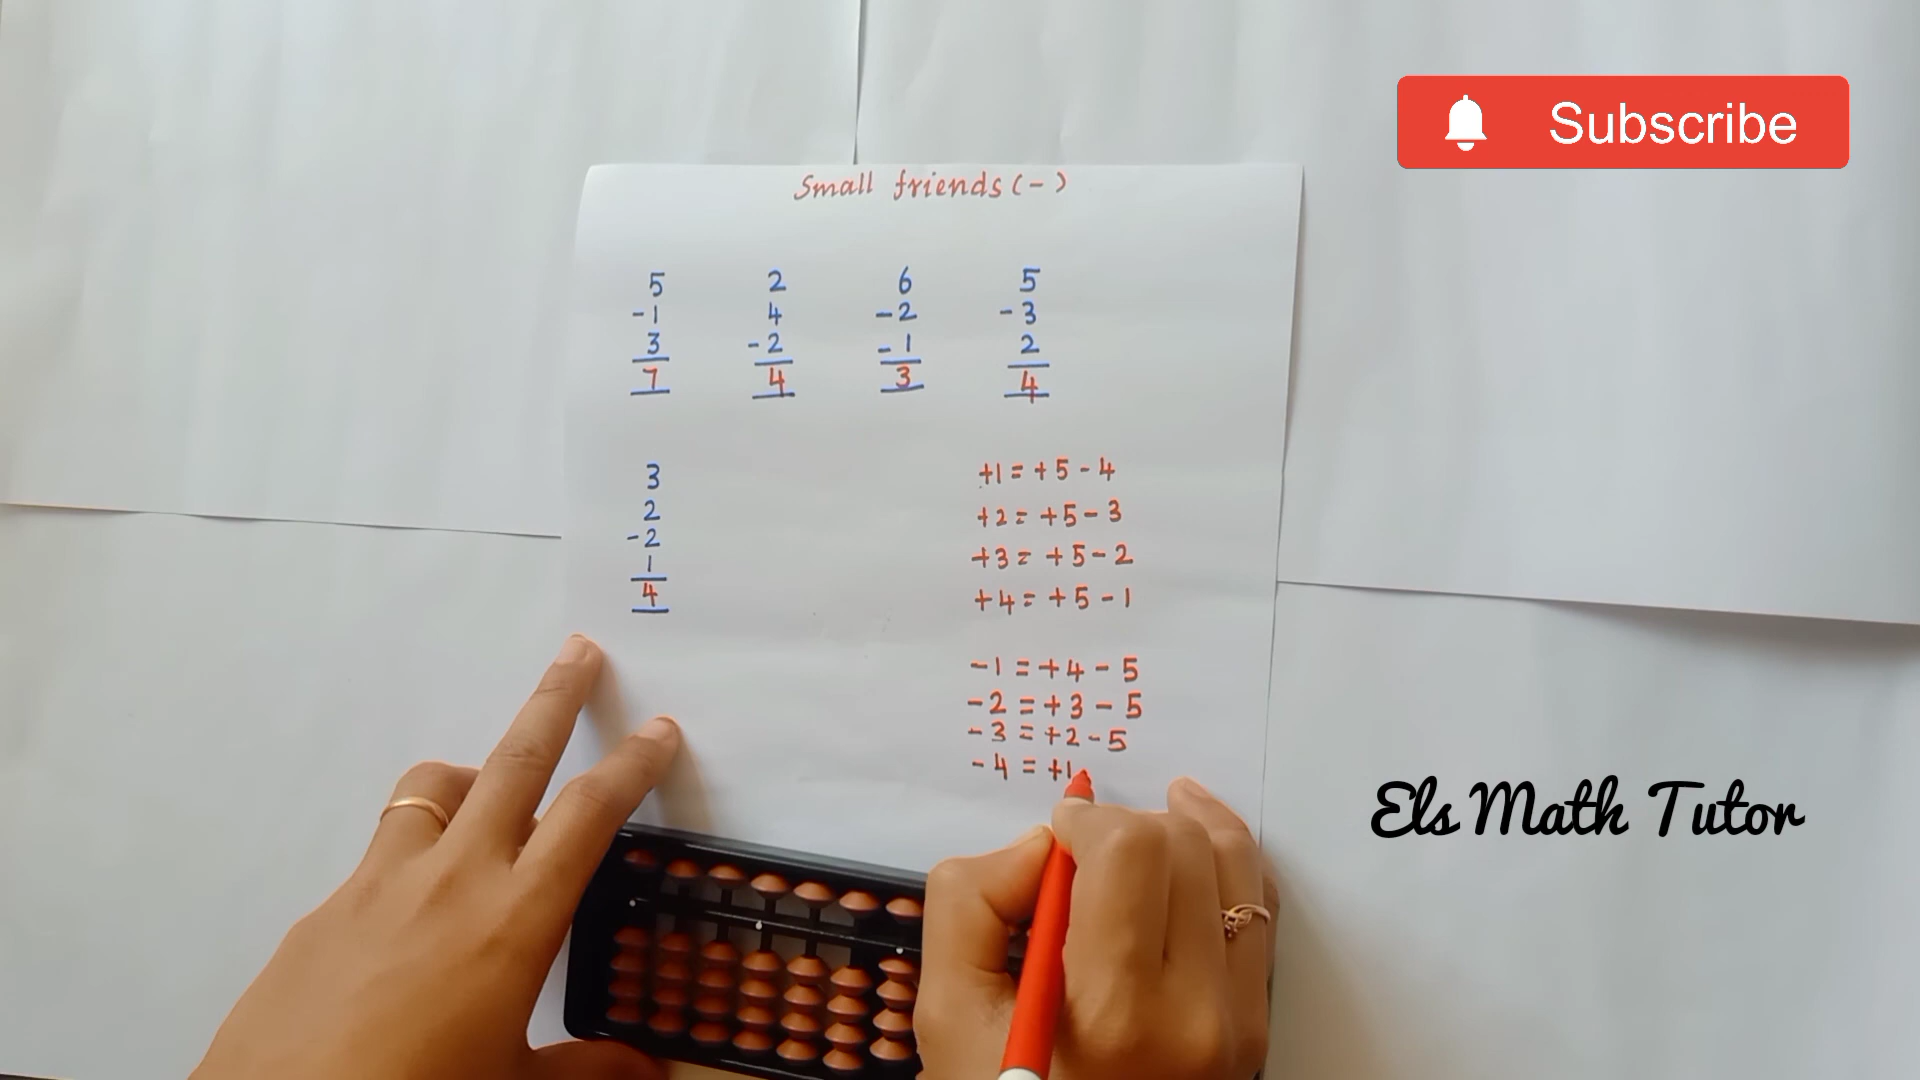 Subscribe
Small friends (-)
5 2 6 5
-1 4 -2 -3
3 -2 -1 2
7 4 3 4
3
2
-2
1
4
+1 = +5 - 4
+2 = +5 - 3
+3 = +5 - 2
+4 = +5 - 1
-1 = +4 - 5
-2 = +3 - 5
-3 = +2 - 5
-4 = +1
Els Math Tutor